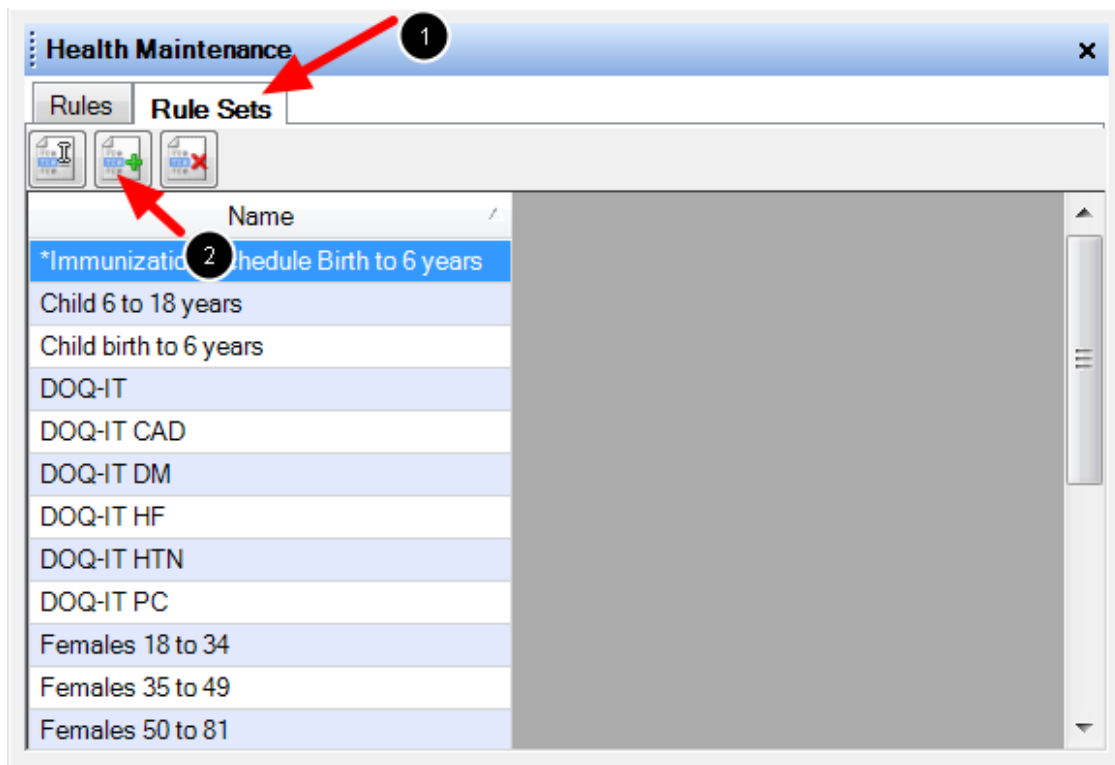 Health Maintenance
1
Rules Rule Sets
Name
2
*Immunizatio chedule Birth to 6 years
Child 6 to 18 years
Child birth to 6 years
DOQ-IT
DOQ-IT CAD
DOQ-IT DM
DOQ-IT HF
DOQ-IT HTN
DOQ-IT PC
Females 18 to 34
Females 35 to 49
Females 50 to 81